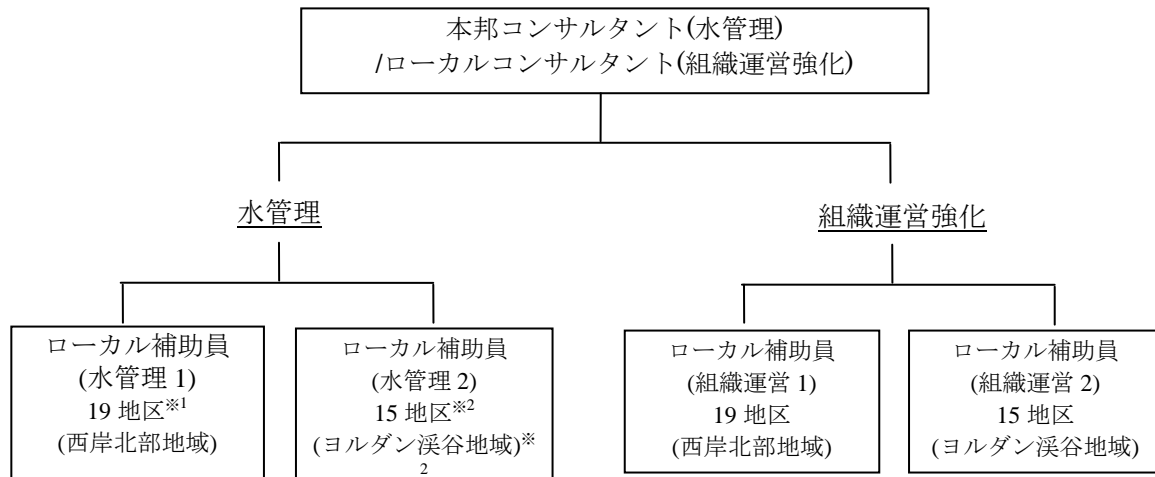 本邦コンサルタント(水管理)
/ローカルコンサルタント(組織運営強化)
水管理
組織運営強化
ローカル補助員
(水管理 1)
19 地区※1
(西岸北部地域)
ローカル補助員
(水管理 2)
15 地区※2
(ヨルダン渓谷地域)※
2
ローカル補助員
(組織運営 1)
19 地区
(西岸北部地域)
ローカル補助員
(組織運営 2)
15 地区
(ヨルダン渓谷地域)